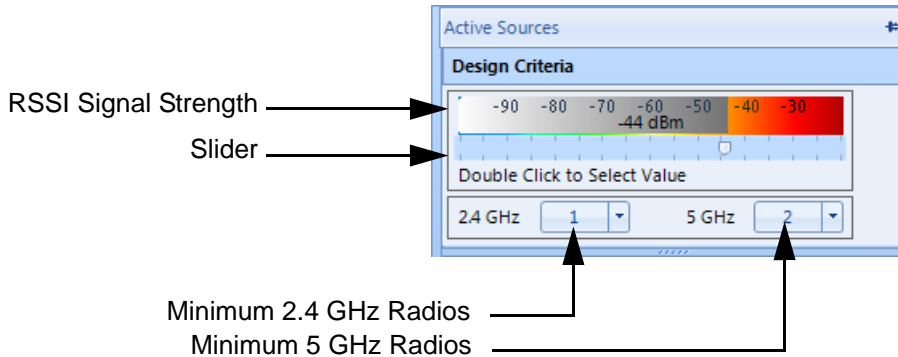 Active Sources
Design Criteria
RSSI Signal Strength
-90 -80 -70 -60 -50 -40 -30
-44 dBm
Slider
Double Click to Select Value
2.4 GHz 1 5 GHz 2
Minimum 2.4 GHz Radios
Minimum 5 GHz Radios